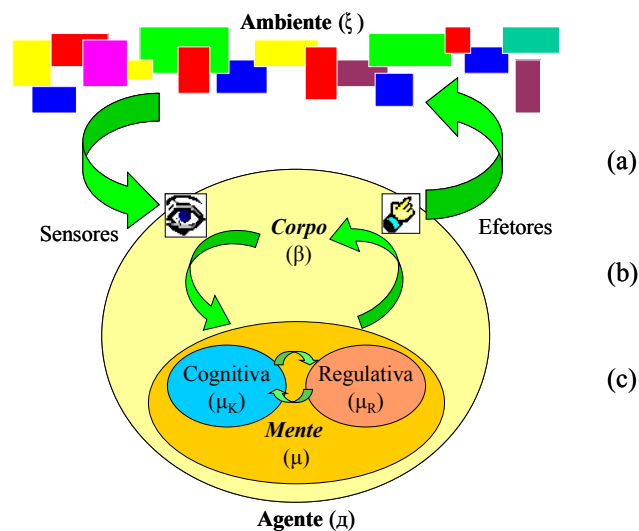 Ambiente (ξ)
(a)
Sensores
Efetores
Corpo
(β)
(b)
Cognitiva
(μK)
Regulativa
(μR)
(c)
Mente
(μ)
Agente (д)